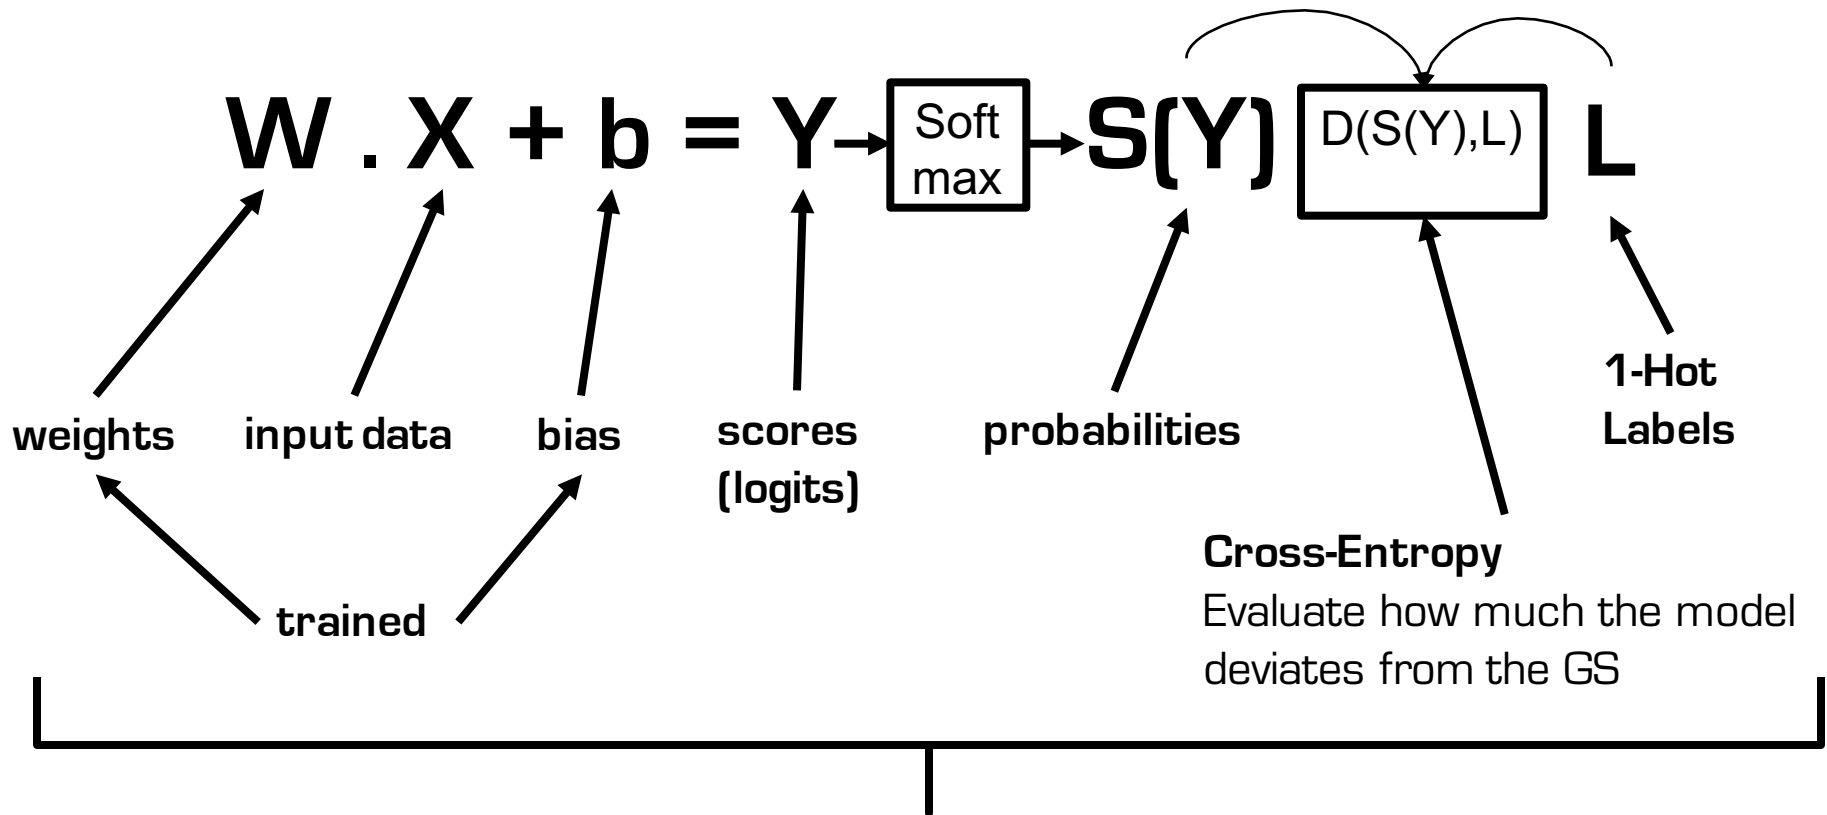 W . X + b = Y
Soft
max
S(Y)
D(S(Y),L)
L
weights
input data
bias
scores
(logits)
probabilities
1-Hot
Labels
trained
Cross-Entropy
Evaluate how much the model
deviates from the GS